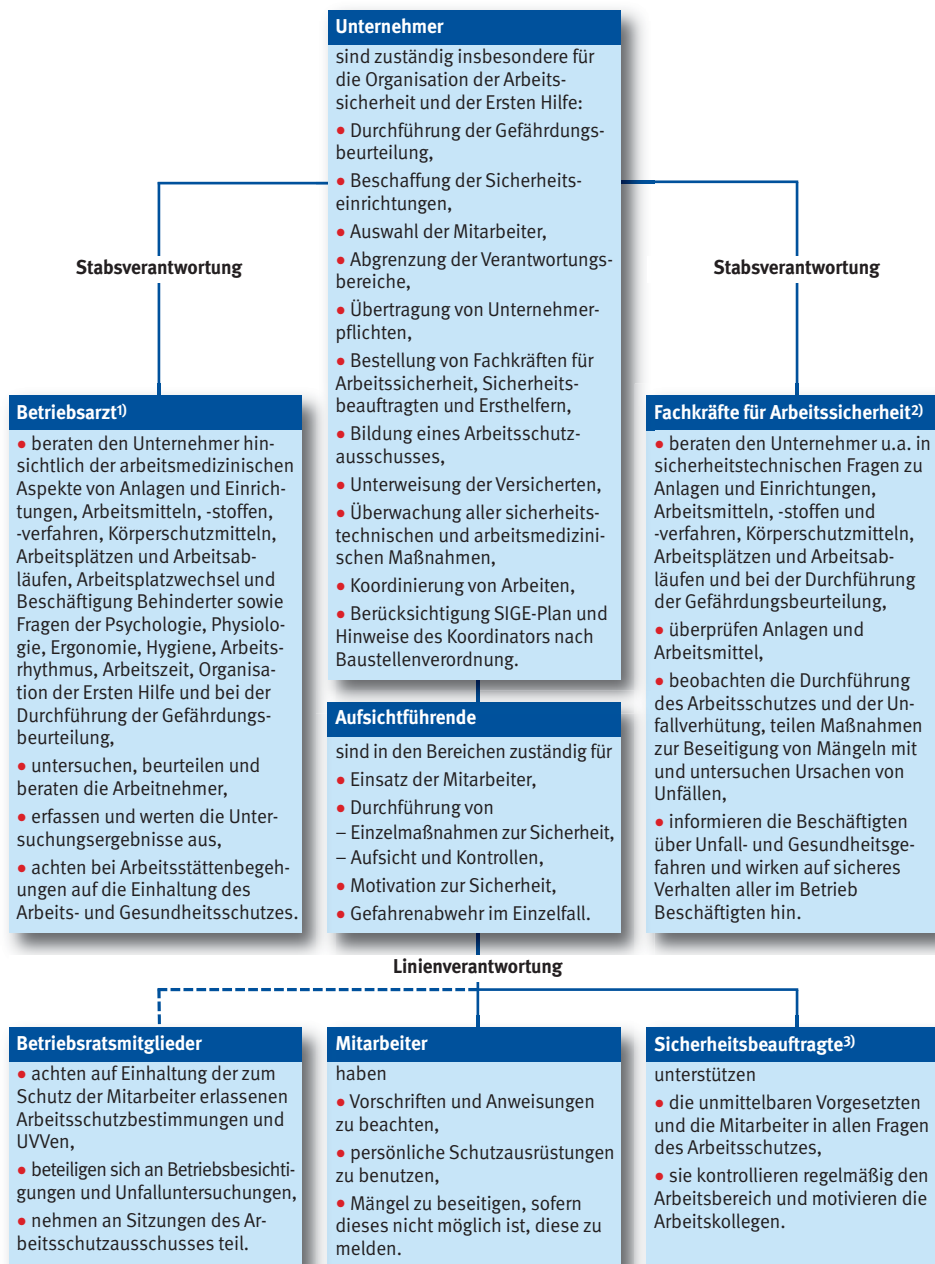 Unternehmer
sind zuständig insbesondere für
die Organisation der Arbeits-
sicherheit und der Ersten Hilfe:
• Durchführung der Gefährdungs-
beurteilung,
• Beschaffung der Sicherheits-
einrichtungen,
• Auswahl der Mitarbeiter,
• Abgrenzung der Verantwortungs-
bereiche,
• Übertragung von Unternehmer-
pflichten,
• Bestellung von Fachkräften für
Arbeitssicherheit, Sicherheits-
beauftragten und Ersthelfern,
• Bildung eines Arbeitsschutz-
ausschusses,
• Unterweisung der Versicherten,
• Überwachung aller sicherheits-
technischen und arbeitsmedizini-
schen Maßnahmen,
• Koordinierung von Arbeiten,
• Berücksichtigung SIGE-Plan und
Hinweise des Koordinators nach
Baustellenverordnung.
Stabsverantwortung
Stabsverantwortung
Betriebsarzt1)
• beraten den Unternehmer hin-
sichtlich der arbeitsmedizinischen
Aspekte von Anlagen und Einrich-
tungen, Arbeitsmitteln, -stoffen,
-verfahren, Körperschutzmitteln,
Arbeitsplätzen und Arbeitsab-
läufen, Arbeitsplatzwechsel und
Beschäftigung Behinderter sowie
Fragen der Psychologie, Physiolo-
gie, Ergonomie, Hygiene, Arbeits-
rhythmus, Arbeitszeit, Organisa-
tion der Ersten Hilfe und bei der
Durchführung der Gefährdungs-
beurteilung,
• untersuchen, beurteilen und
beraten die Arbeitnehmer,
• erfassen und werten die Unter-
suchungsergebnisse aus,
• achten bei Arbeitsstättenbegeh-
ungen auf die Einhaltung des
Arbeits- und Gesundheitsschutzes.
Aufsichtführende
sind in den Bereichen zuständig für
• Einsatz der Mitarbeiter,
• Durchführung von
– Einzelmaßnahmen zur Sicherheit,
– Aufsicht und Kontrollen,
• Motivation zur Sicherheit,
• Gefahrenabwehr im Einzelfall.
Fachkräfte für Arbeitssicherheit2)
• beraten den Unternehmer u.a. in
sicherheitstechnischen Fragen zu
Anlagen und Einrichtungen,
Arbeitsmitteln, -stoffen und
-verfahren, Körperschutzmitteln,
Arbeitsplätzen und Arbeitsab-
läufen und bei der Durchführung
der Gefährdungsbeurteilung,
• überprüfen Anlagen und
Arbeitsmittel,
• beobachten die Durchführung
des Arbeitsschutzes und der Un-
fallverhütung, teilen Maßnahmen
zur Beseitigung von Mängeln mit
und untersuchen Ursachen von
Unfällen,
• informieren die Beschäftigten
über Unfall- und Gesundheitsge-
fahren und wirken auf sicheres
Verhalten aller im Betrieb
Beschäftigten hin.
Linienverantwortung
Betriebsratsmitglieder
• achten auf Einhaltung der zum
Schutz der Mitarbeiter erlassenen
Arbeitsschutzbestimmungen und
UVVen,
• beteiligen sich an Betriebsbesichti-
gungen und Unfalluntersuchungen,
• nehmen an Sitzungen des Ar-
beitsschutzausschusses teil.
Mitarbeiter
haben
• Vorschriften und Anweisungen
zu beachten,
• persönliche Schutzausrüstungen
zu benutzen,
• Mängel zu beseitigen, sofern
dieses nicht möglich ist, diese zu
melden.
Sicherheitsbeauftragte3)
unterstützen
• die unmittelbaren Vorgesetzten
und die Mitarbeiter in allen Fragen
des Arbeitsschutzes,
• sie kontrollieren regelmäßig den
Arbeitsbereich und motivieren die
Arbeitskollegen.